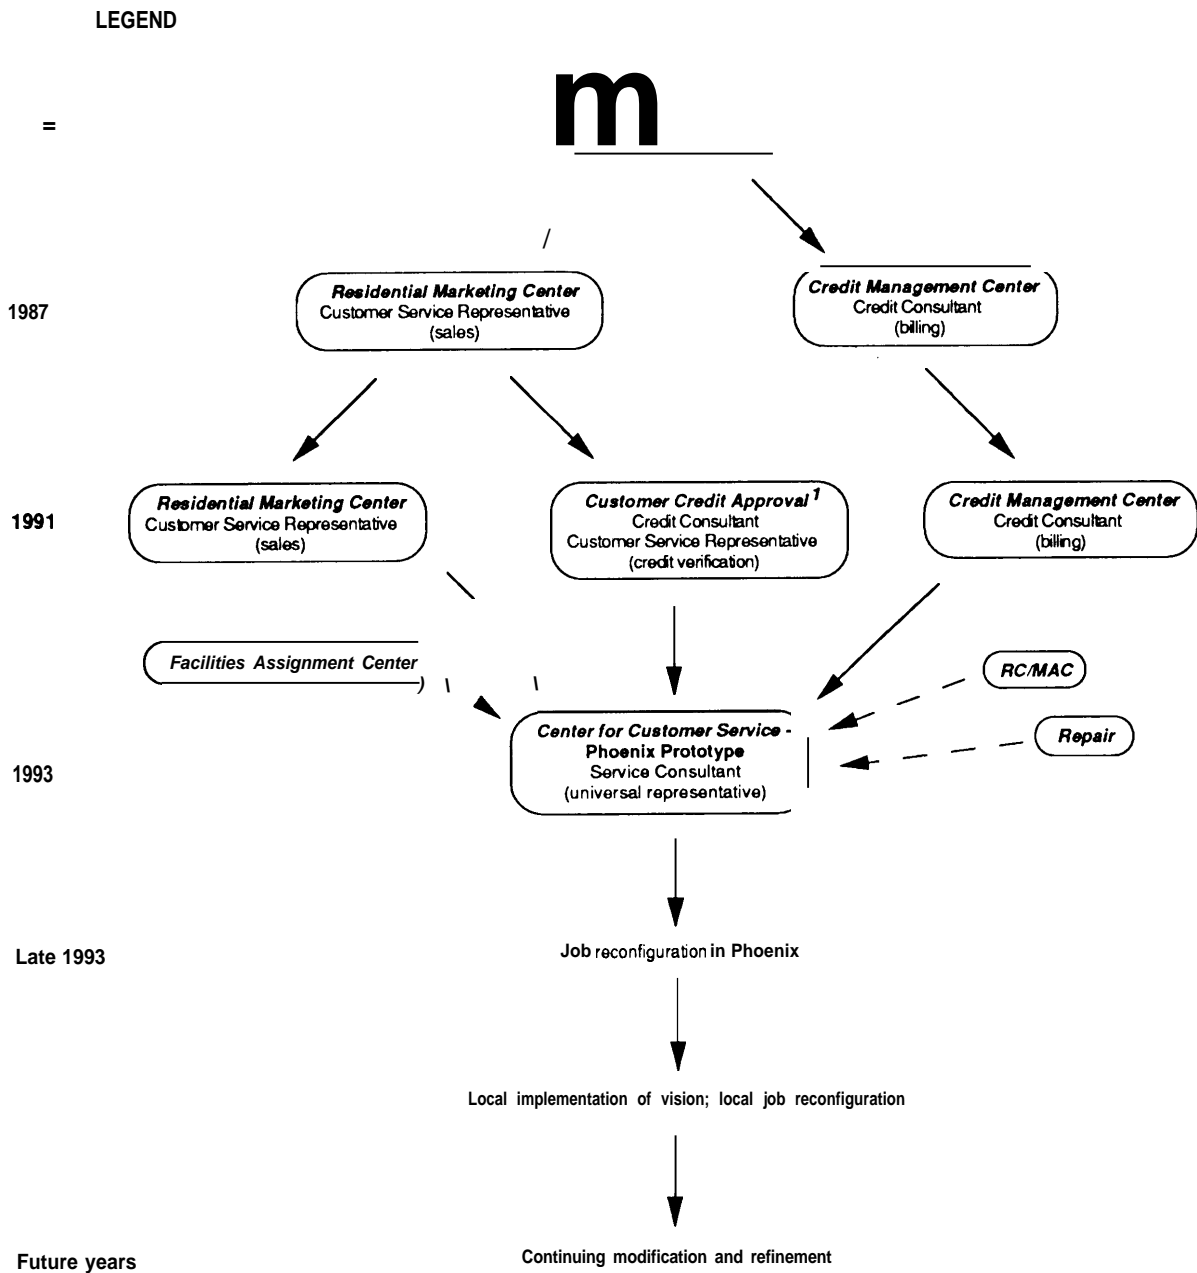 LEGEND
=
m
1987
Residential Marketing Center
Customer Service Representative
(sales)
Credit Management Center
Credit Consultant
(billing)
1991
Residential Marketing Center
Customer Service Representative
(sales)
Customer Credit Approval1
Credit Consultant
Customer Service Representative
(credit verification)
Credit Management Center
Credit Consultant
(billing)
Facilities Assignment Center
RC/MAC
Repair
1993
Center for Customer Service -
Phoenix Prototype
Service Consultant
(universal representative)
Late 1993
Job reconfiguration in Phoenix
Local implementation of vision; local job reconfiguration
Future years
Continuing modification and refinement